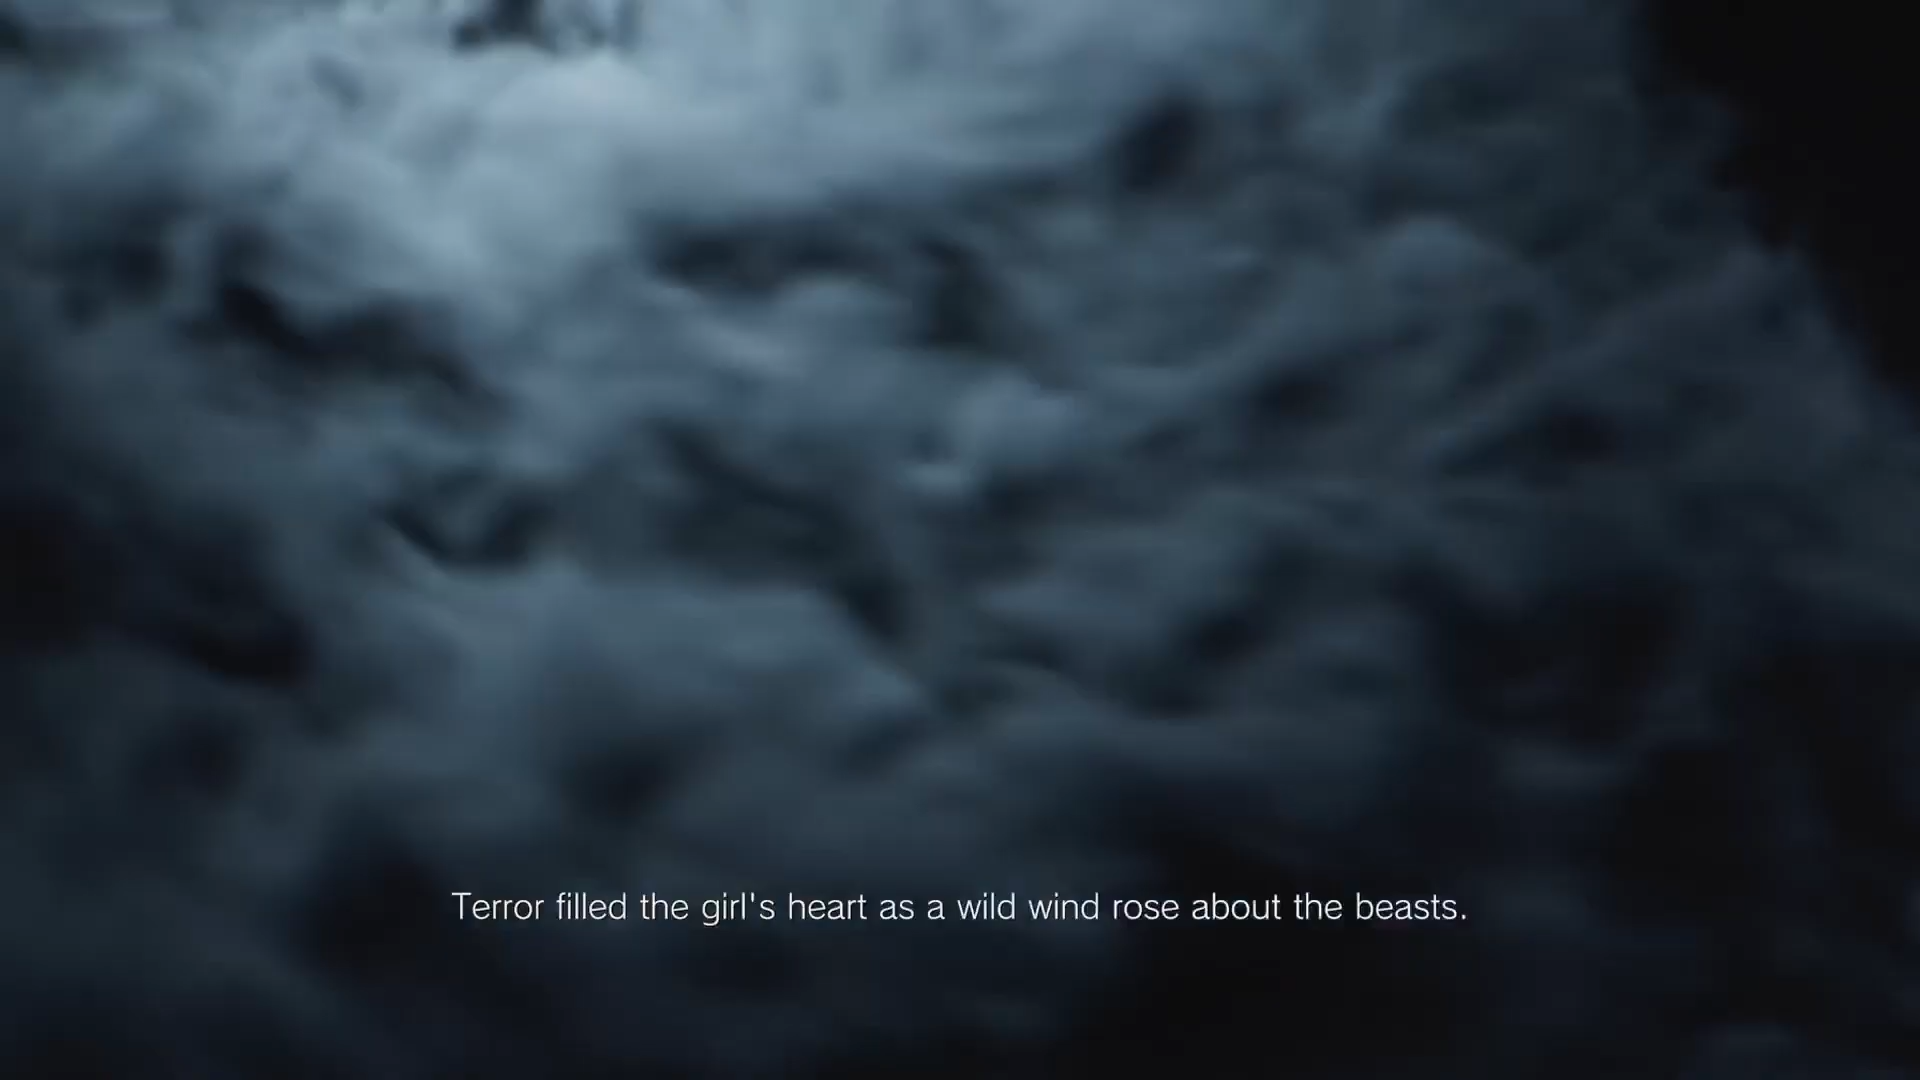 Terror filled the girl's heart as a wild wind rose about the beasts.